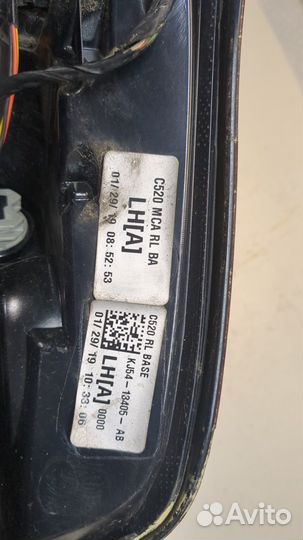 C520 MCA RL BA
LH[A]
01/29/19 08:52:53
C520 RL BASE
KJ54-13405-AB
LH[A] 0000
01/29/19 10:33:06
Avito